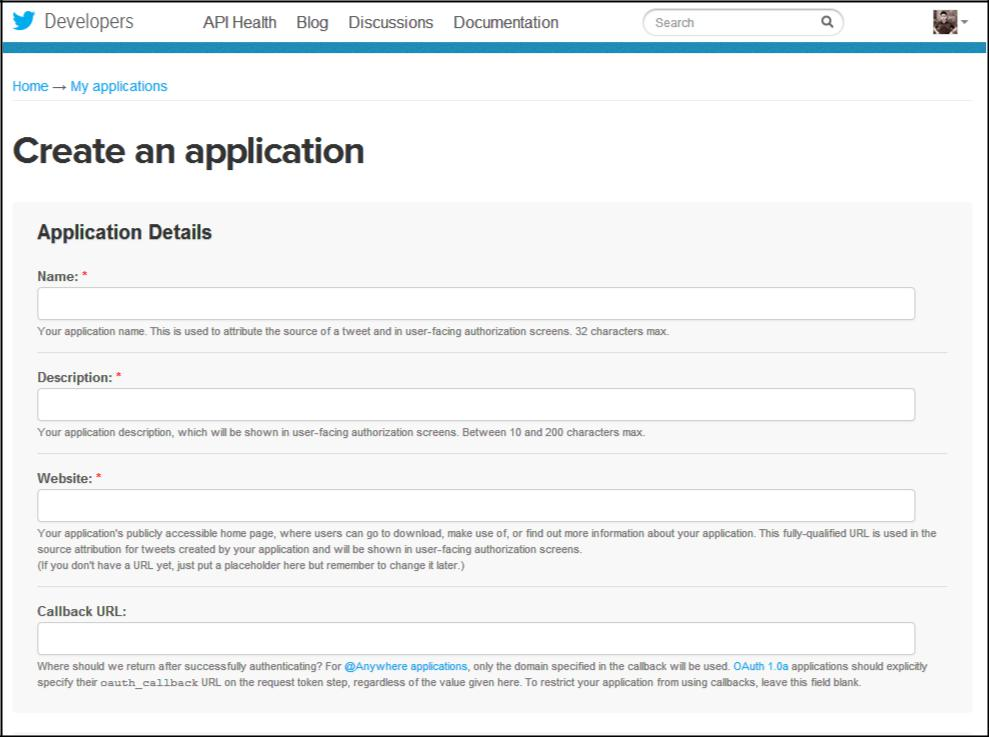 Developers API Health Blog Discussions Documentation Search
Home → My applications
Create an application
Application Details
Name: *
Your application name. This is used to attribute the source of a tweet and in user-facing authorization screens. 32 characters max.
Description: *
Your application description, which will be shown in user-facing authorization screens. Between 10 and 200 characters max.
Website: *
Your application's publicly accessible home page, where users can go to download, make use of, or find out more information about your application. This fully-qualified URL is used in the
source attribution for tweets created by your application and will be shown in user-facing authorization screens.
(If you don't have a URL yet, just put a placeholder here but remember to change it later.)
Callback URL:
Where should we return after successfully authenticating? For @Anywhere applications, only the domain specified in the callback will be used. OAuth 1.0a applications should explicitly
specify their oauth_callback URL on the request token step, regardless of the value given here. To restrict your application from using callbacks, leave this field blank.